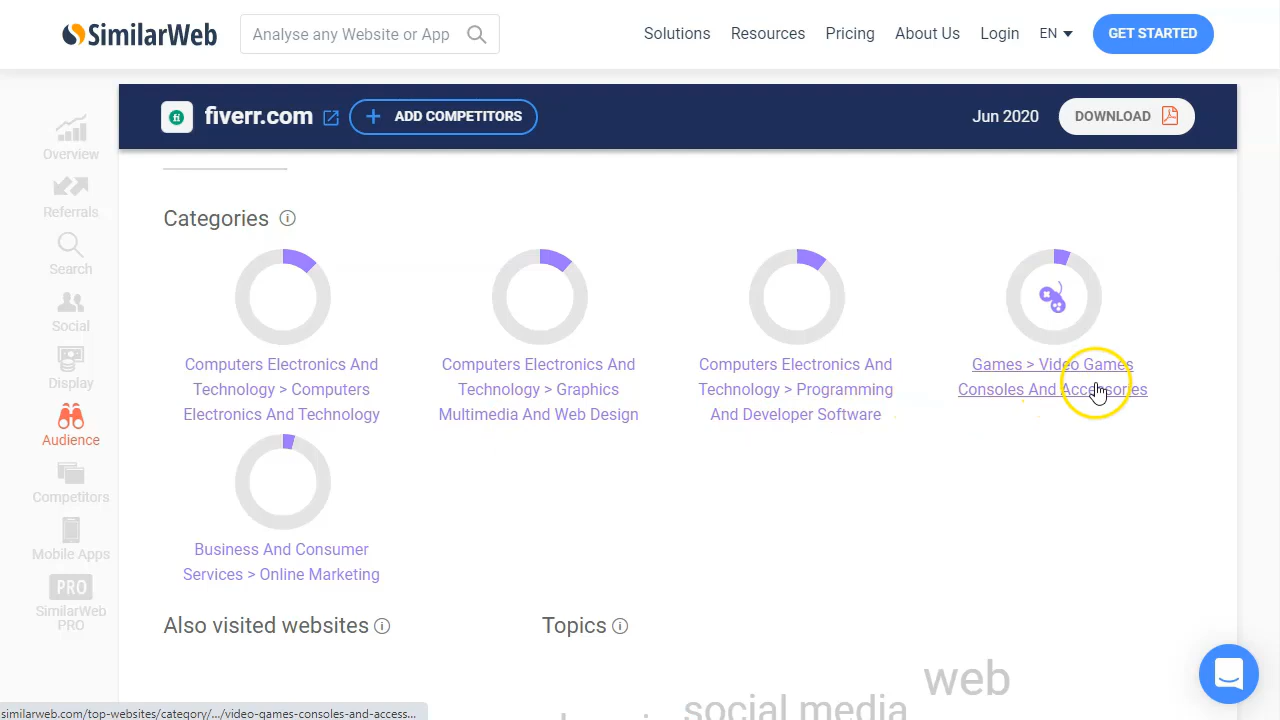 SimilarWeb
Analyse any Website or App
Solutions
Resources
Pricing
About Us
Login
EN
GET STARTED
fiverr.com
ADD COMPETITORS
Jun 2020
DOWNLOAD
Overview
Referrals
Search
Social
Display
Audience
Competitors
Mobile Apps
PRO
SimilarWeb
PRO
Categories
Computers Electronics And
Technology > Computers
Electronics And Technology
Computers Electronics And
Technology > Graphics
Multimedia And Web Design
Computers Electronics And
Technology > Programming
And Developer Software
Games > Video Games
Consoles And Accessories
Business And Consumer
Services > Online Marketing
Also visited websites
Topics
web
social media
similarweb.com/top-websites/category/.../video-games-consoles-and-access...